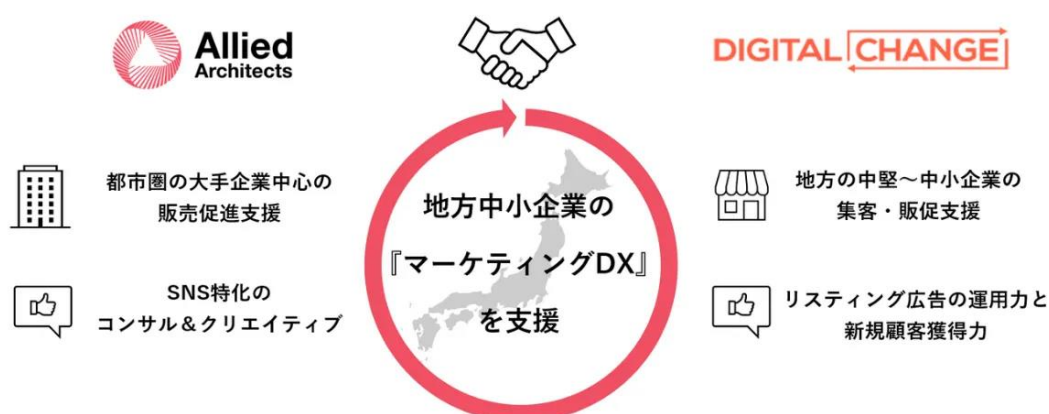 Allied
Architects
DIGITAL CHANGE
都市圏の大手企業中心の
販売促進支援
SNS特化の
コンサル＆クリエイティブ
地方中小企業の
『マーケティングDX』
を支援
地方の中堅～中小企業の
集客・販促支援
リスティング広告の運用力と
新規顧客獲得力